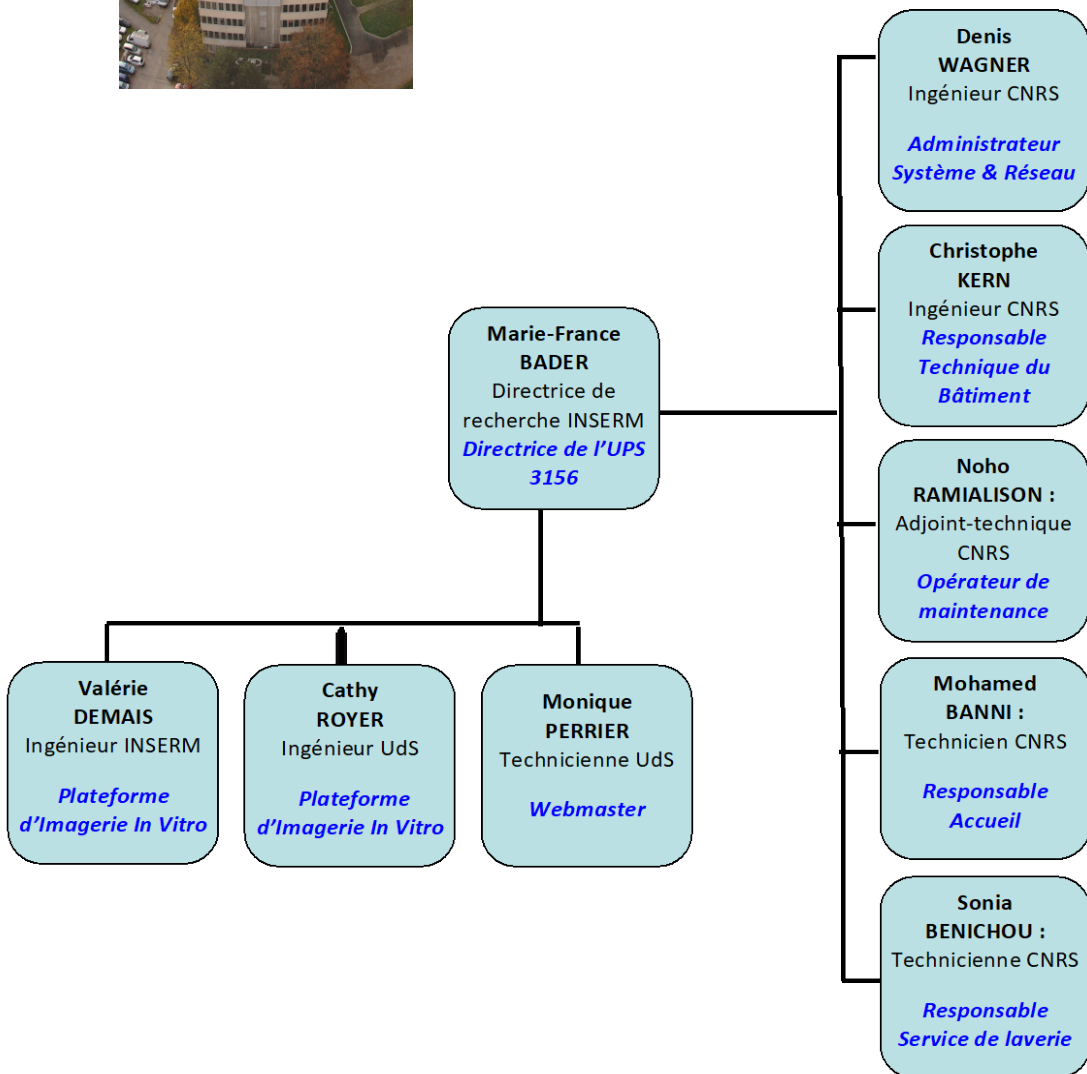 Denis
WAGNER
Ingénieur CNRS
Administrateur
Système & Réseau
Christophe
KERN
Ingénieur CNRS
Responsable
Technique du
Bâtiment
Marie-France
BADER
Directrice de
recherche INSERM
Directrice de l’UPS
3156
Noho
RAMIALISON :
Adjoint-technique
CNRS
Opérateur de
maintenance
Valérie
DEMAIS
Ingénieur INSERM
Plateforme
d’Imagerie In Vitro
Cathy
ROYER
Ingénieur UdS
Plateforme
d’Imagerie In Vitro
Monique
PERRIER
Technicienne UdS
Webmaster
Mohamed
BANNI :
Technicien CNRS
Responsable
Accueil
Sonia
BENICHOU :
Technicienne CNRS
Responsable
Service de laverie